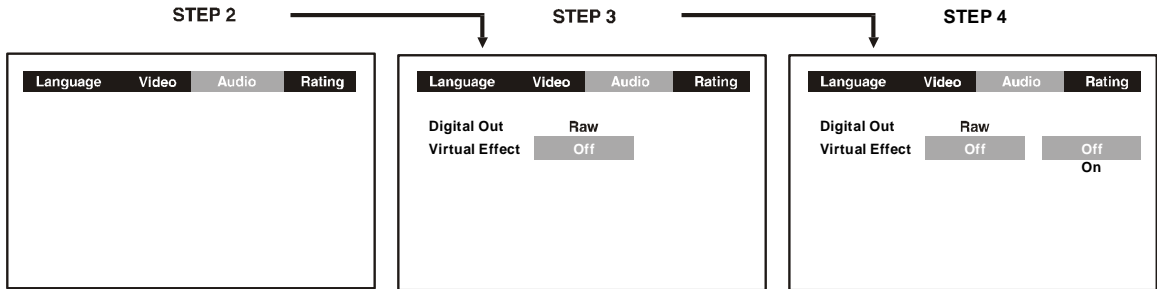 STEP 2
STEP 3
STEP 4
Language Video Audio Rating
Language Video Audio Rating
Digital Out Raw
Virtual Effect Off
Language Video Audio Rating
Digital Out Raw
Virtual Effect Off Off
On